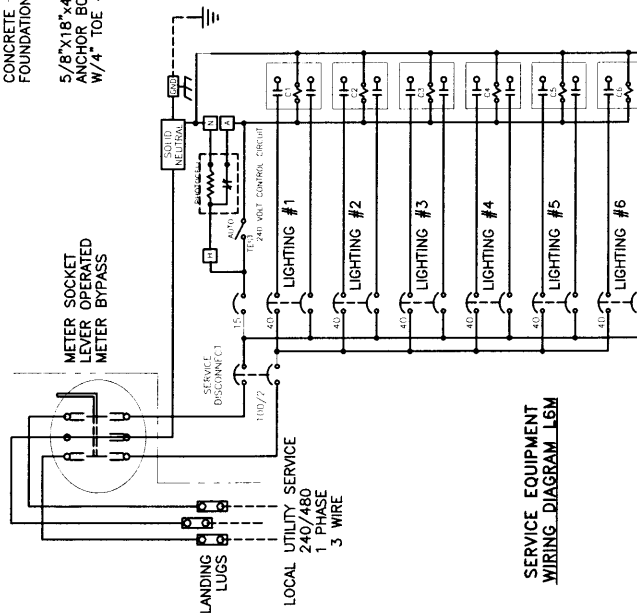 CONCRETE
FOUNDATION
5/8"X18"x4
ANCHOR BO
W/4" TOE
GND
SOLID
NEUTRAL
N
A
H
PHOTOCELL
AUTO
TEST
240 VOLT CONTROL CIRCUIT
METER SOCKET
LEVER OPERATED
METER BYPASS
SERVICE
DISCONNECT
100/2
15
40
40
40
40
40
40
LIGHTING #1
LIGHTING #2
LIGHTING #3
LIGHTING #4
LIGHTING #5
LIGHTING #6
C1
C2
C3
C4
C5
C6
LANDING
LUGS
LOCAL UTILITY SERVICE
240/480
1 PHASE
3 WIRE
SERVICE EQUIPMENT
WIRING DIAGRAM L6M